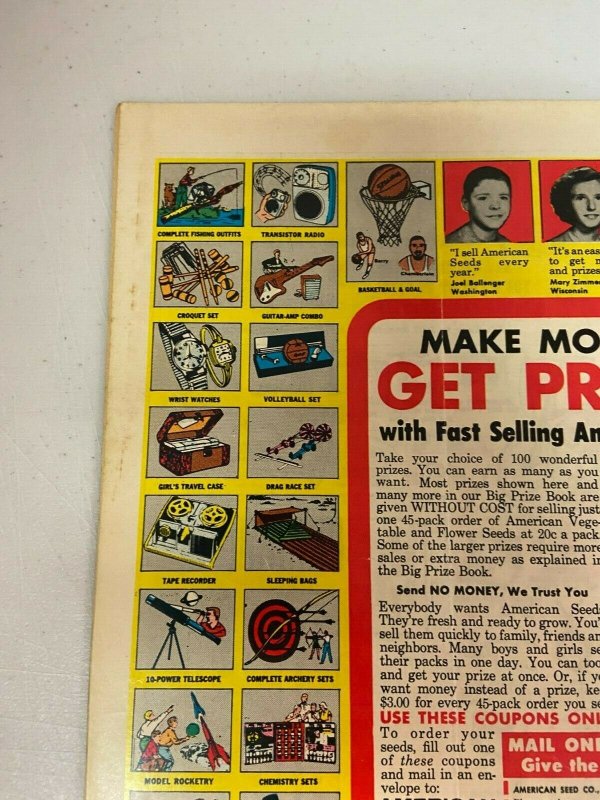 COMPLETE FISHING OUTFITS
TRANSISTOR RADIO
SPALDING
Barry
Chamberlain
BASKETBALL & GOAL
CROQUET SET
GUITAR-AMP COMBO
WRIST WATCHES
VOLLEYBALL SET
GIRL'S TRAVEL CASE
DRAG RACE SET
TAPE RECORDER
SLEEPING BAGS
10-POWER TELESCOPE
COMPLETE ARCHERY SETS
MODEL ROCKETRY
CHEMISTRY SETS
"I sell American
Seeds every
year."
Joel Ballenger
Washington
"It's an eas
to get
and prizes
Mary Zimme
Wisconsin
MAKE MO
GET PR
with Fast Selling Am
Take your choice of 100 wonderful
prizes. You can earn as many as you
want. Most prizes shown here and
many more in our Big Prize Book are
given WITHOUT COST for selling just
one 45-pack order of American Vege-
table and Flower Seeds at 20c a pack
Some of the larger prizes require more
sales or extra money as explained in
the Big Prize Book.
Send NO MONEY, We Trust You
Everybody wants American Seeds
They're fresh and ready to grow. You'
sell them quickly to family, friends an
neighbors. Many boys and girls se
their packs in one day. You can too
and get your prize at once. Or, if yo
want money instead of a prize, ke
$3.00 for every 45-pack order you se
USE THESE COUPONS ONL
To order your
seeds, fill out one
of these coupons
and mail in an en-
velope to:
MAIL ONE
Give the
AMERICAN SEED CO.,